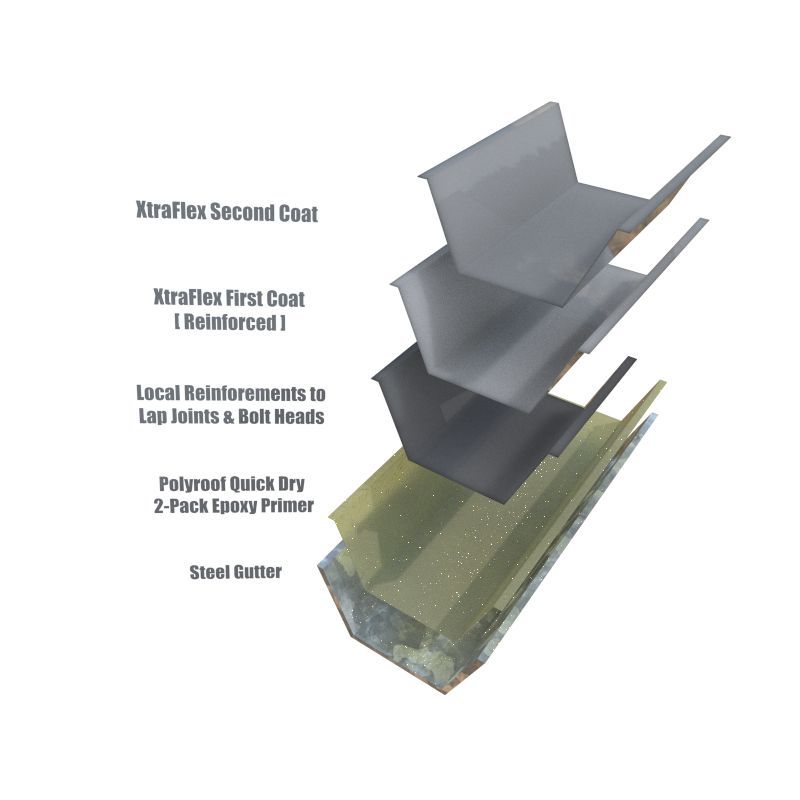 XtraFlex Second Coat
XtraFlex First Coat
[ Reinforced ]
Local Reinforements to
Lap Joints & Bolt Heads
Polyroof Quick Dry
2-Pack Epoxy Primer
Steel Gutter